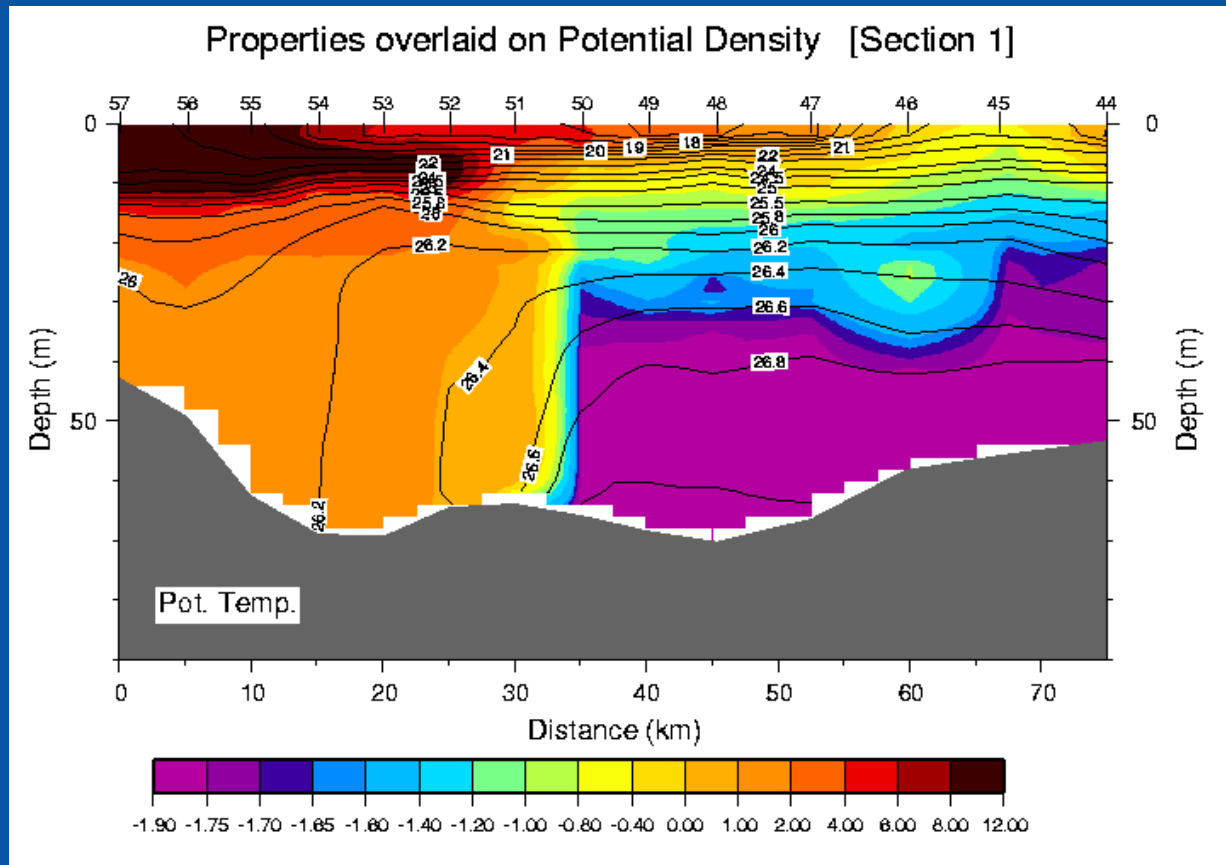 Properties overlaid on Potential Density [Section 1]
57 56 55 54 53 52 51 50 49 48 47 46 45 44
0 0
21 20 19 18 21
22 22
24 24
24.5
25
25.8 25.5
26 25.8
26
26.2 26.2
26 26.4
26.6
26.4 26.8
Depth (m) 50 50 Depth (m)
26.6
26.2
Pot. Temp.
0 10 20 30 40 50 60 70
Distance (km)
-1.90 -1.75 -1.70 -1.65 -1.60 -1.40 -1.20 -1.00 -0.80 -0.40 0.00 1.00 2.00 4.00 6.00 8.00 12.00